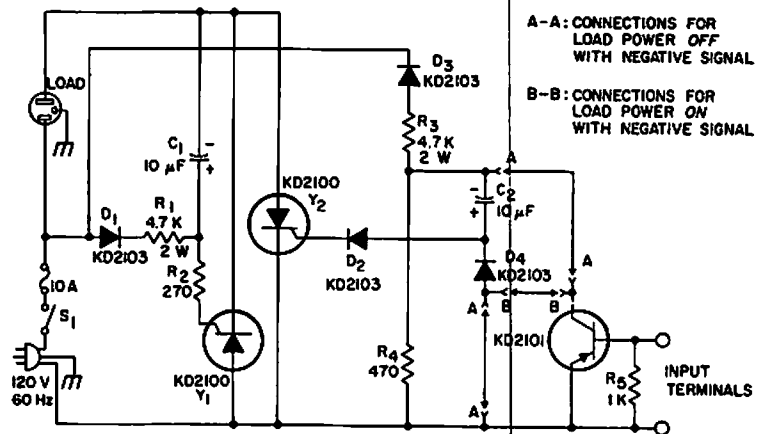 A-A: CONNECTIONS FOR
LOAD POWER OFF
WITH NEGATIVE SIGNAL
B-B: CONNECTIONS FOR
LOAD POWER ON
WITH NEGATIVE SIGNAL
LOAD
D3
KD2103
R3
4.7 K
2 W
C1
10 µF
-
+
KD2100
Y2
D1
KD2103
R1
4.7 K
2 W
R2
270
D2
KD2103
-
+
C2
10 µF
A
A
D4
KD2103
A
B
B
KD2101
10 A
S1
120 V
60 Hz
KD2100
Y1
R4
470
A
R5
1 K
INPUT
TERMINALS